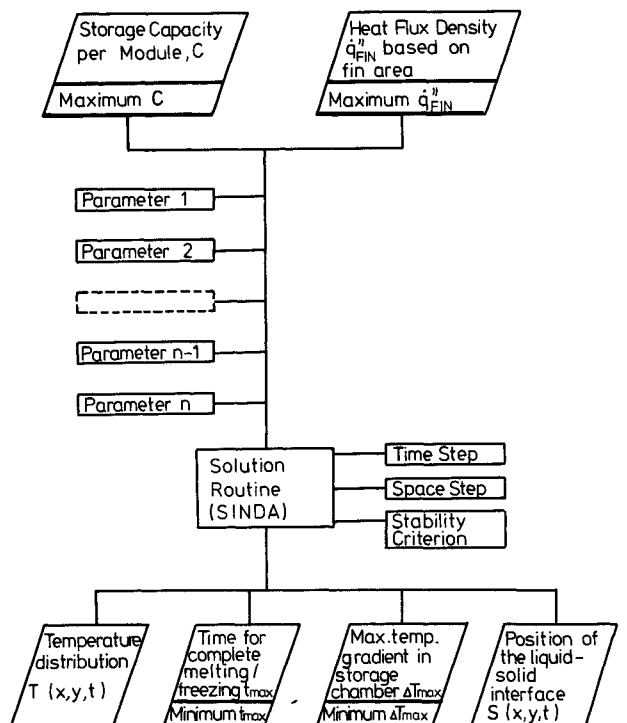 Storage Capacity
per Module, C
Maximum C
Heat Flux Density
q̇"FIN based on
fin area
Maximum q̇"FIN
Parameter 1
Parameter 2
Parameter n-1
Parameter n
Solution
Routine
(SINDA)
Time Step
Space Step
Stability
Criterion
Temperature
distribution
T (x,y,t)
Time for
complete
melting/
freezing tmax
Minimum tmax
Max.temp.
gradient in
storage
chamber ΔTmax
Minimum ΔTmax
Position of
the liquid-
solid
interface
S (x,y,t)